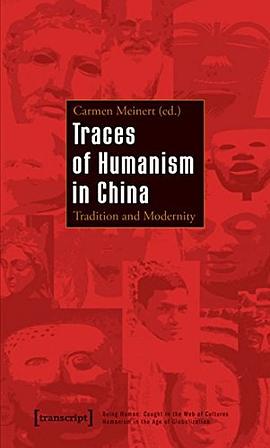 Carmen Meinert (ed.)
Traces
of Humanism
in China
Tradition and Modernity
[transcript]
Being Human: Caught in the Web of Cultures
Humanism in the Age of Globalization